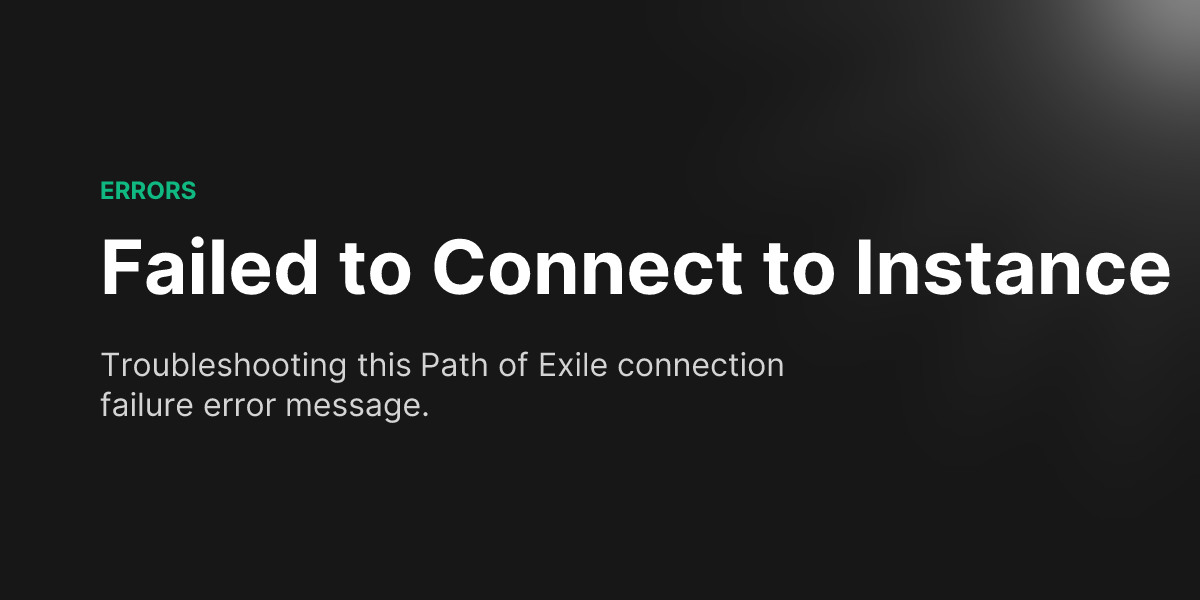 ERRORS
Failed to Connect to Instance
Troubleshooting this Path of Exile connection
failure error message.